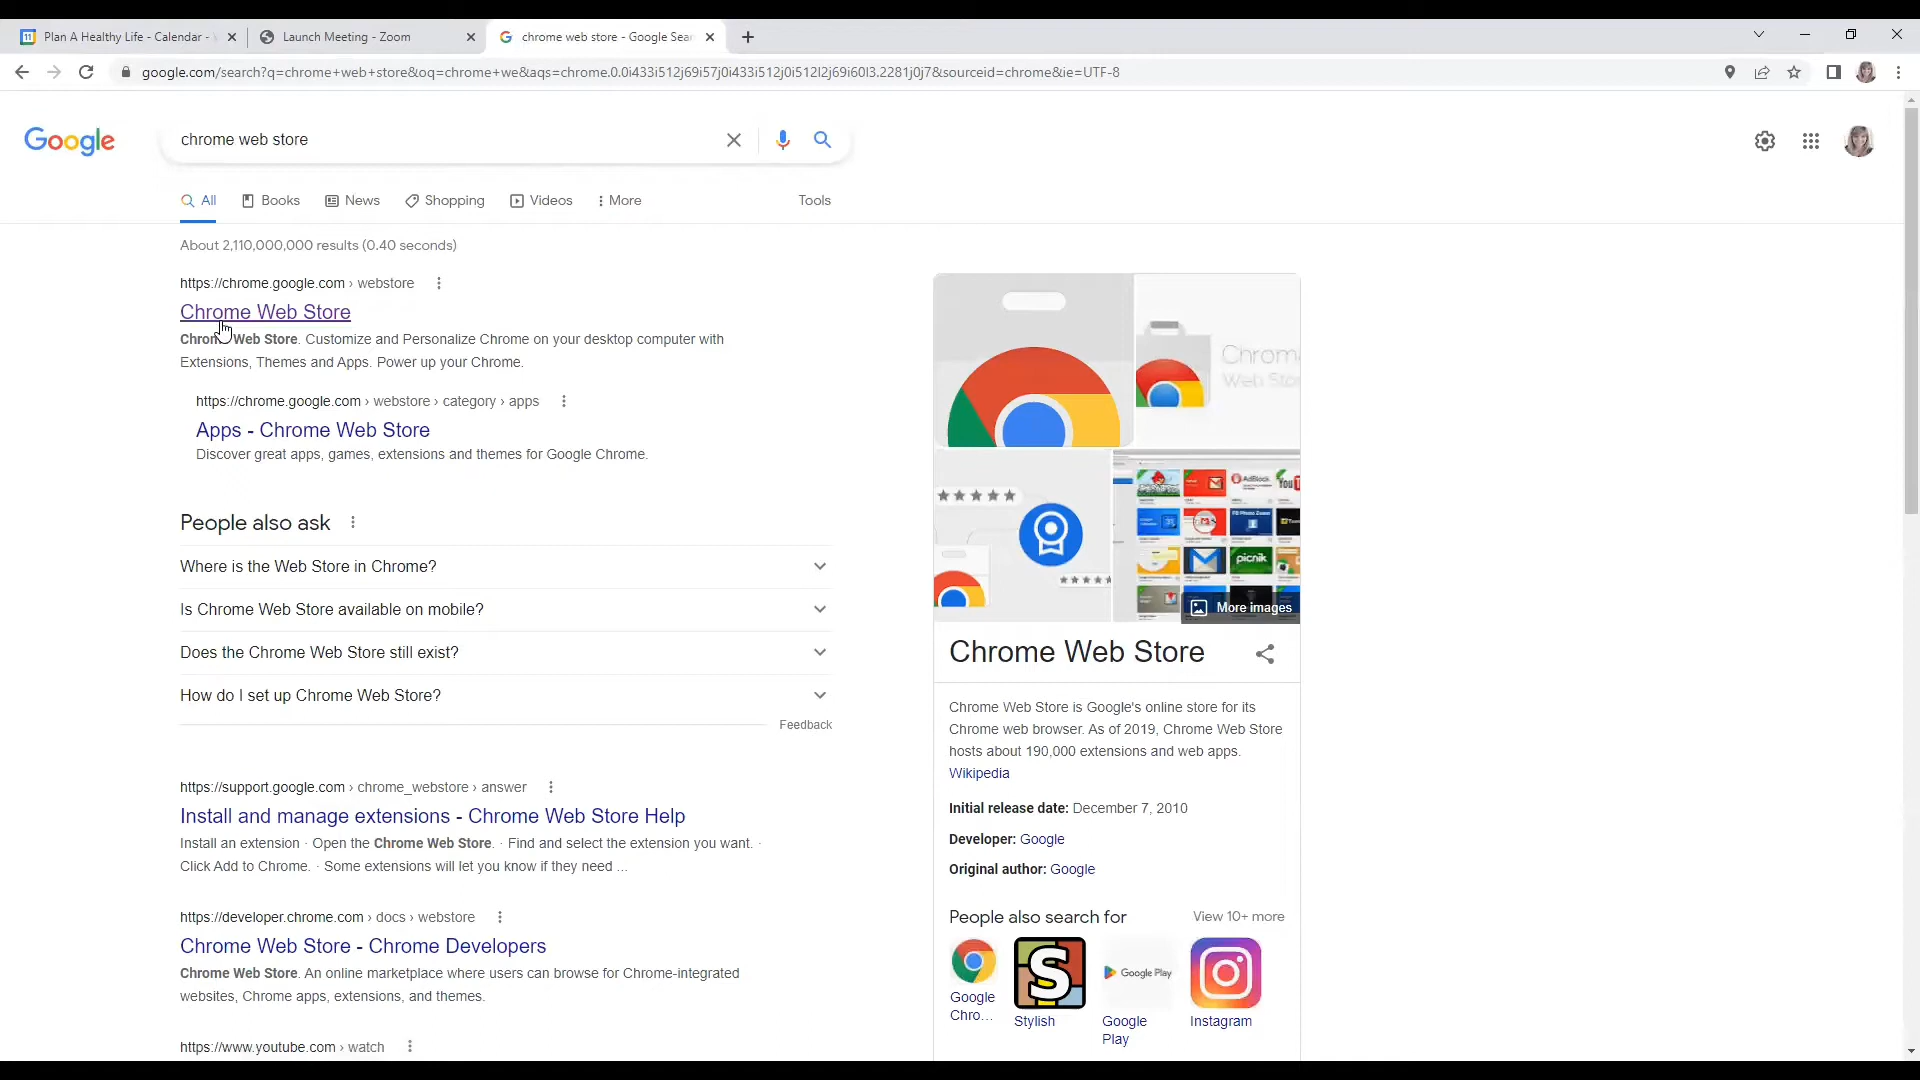 Plan A Healthy Life - Calendar -
Launch Meeting - Zoom
chrome web store - Google Sea
google.com/search?q=chrome+web+store&oq=chrome+we&aqs=chrome.0.0i433i512j69i57j0i433i512j0i512l2j69i60l3.2281j0j7&sourceid=chrome&ie=UTF-8
Google
chrome web store
All
Books
News
Shopping
Videos
More
Tools
About 2,110,000,000 results (0.40 seconds)
https://chrome.google.com › webstore
Chrome Web Store
Chrome Web Store. Customize and Personalize Chrome on your desktop computer with
Extensions, Themes and Apps. Power up your Chrome.
https://chrome.google.com › webstore › category › apps
Apps - Chrome Web Store
Discover great apps, games, extensions and themes for Google Chrome.
People also ask
Where is the Web Store in Chrome?
Is Chrome Web Store available on mobile?
Does the Chrome Web Store still exist?
How do I set up Chrome Web Store?
Feedback
https://support.google.com › chrome_webstore › answer
Install and manage extensions - Chrome Web Store Help
Install an extension · Open the Chrome Web Store. · Find and select the extension you want. ·
Click Add to Chrome. · Some extensions will let you know if they need ...
https://developer.chrome.com › docs › webstore
Chrome Web Store - Chrome Developers
Chrome Web Store. An online marketplace where users can browse for Chrome-integrated
websites, Chrome apps, extensions, and themes.
https://www.youtube.com › watch
Chrom
Web Sto
AdBlock
You
picnik
More images
Chrome Web Store
Chrome Web Store is Google's online store for its
Chrome web browser. As of 2019, Chrome Web Store
hosts about 190,000 extensions and web apps.
Wikipedia
Initial release date: December 7, 2010
Developer: Google
Original author: Google
People also search for
View 10+ more
Google
Chro...
S
Stylish
Google Play
Google
Play
Instagram